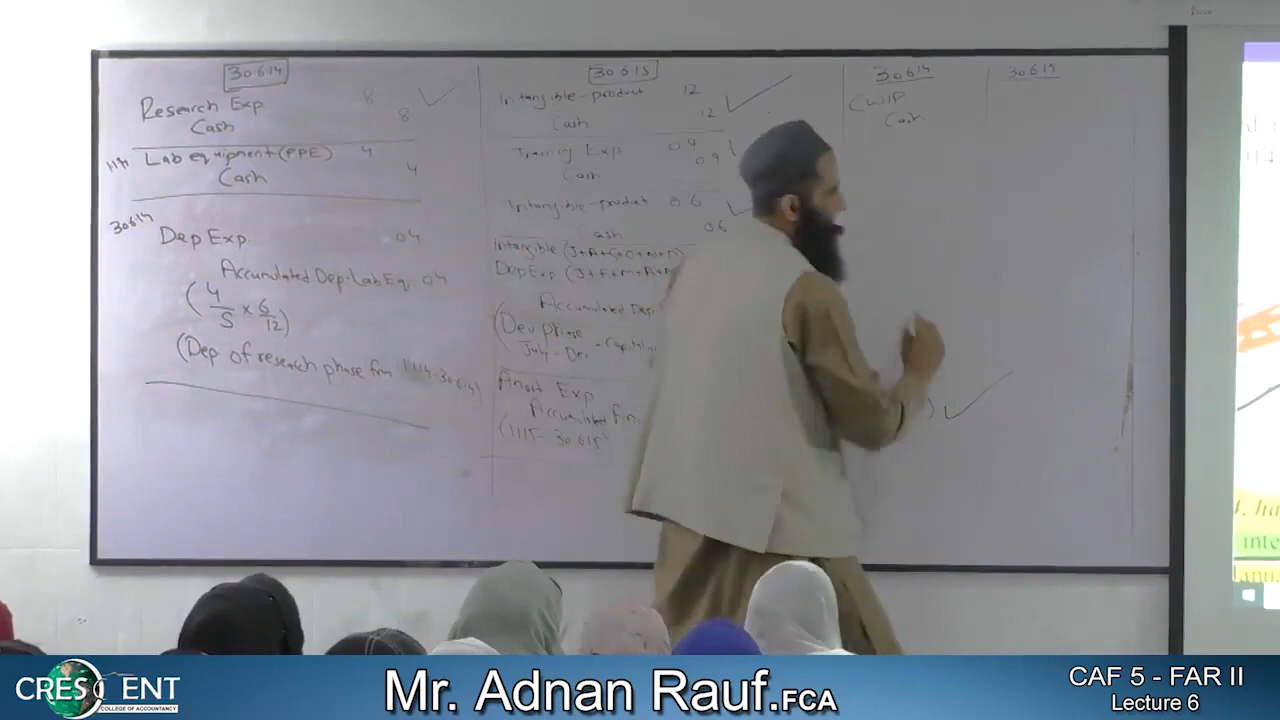 30.6.14
Research Exp 8
Cash 8
1.1.14 Lab equipment (PPE) 4
Cash 4
30.6.14 Dep Exp. 0.4
Accumulated Dep-Lab Eq. 0.4
(4/5 × 6/12)
(Dep of research phase from 1.1.14-30.6.14)
30.6.15
Intangible-product 12
Cash 12
Training Exp 0.9
Cash 0.9
Intangible-product 0.6
Cash 0.6
Intangible (J+A+S+O+N+D)
Dep Exp (J+F+M+A+M
Accumulated Dep
(Dev phase
July-
Amort Exp
Accumulated
(1.1.15-30.6.15)
30.6.14
CWIP
Cash
30.6.15
4, ha
inte
Janua
CRESCENT
COLLEGE OF ACCOUNTANCY
Mr. Adnan Rauf.FCA
CAF 5 - FAR II
Lecture 6